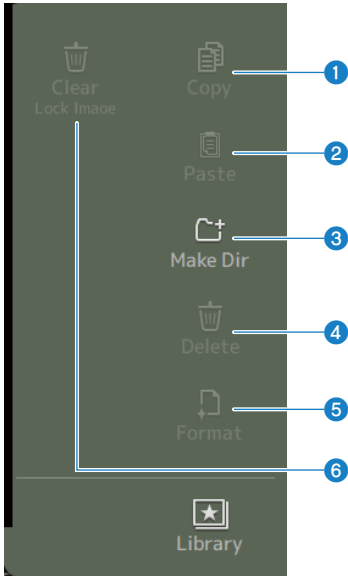 Clear
Lock Image
Copy
1
Paste
2
Make Dir
3
Delete
4
Format
5
6
Library